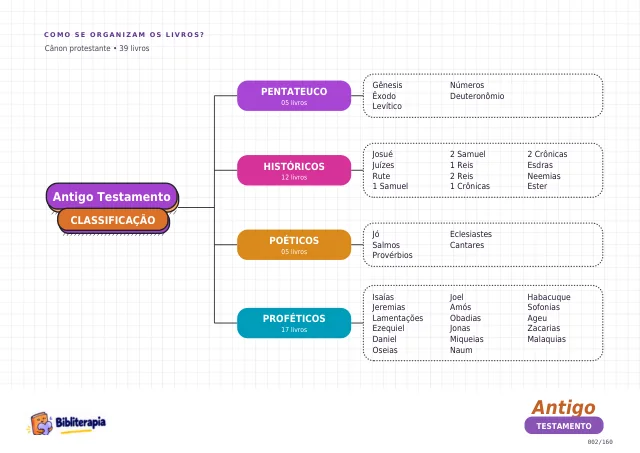 COMO SE ORGANIZAM OS LIVROS?
Cânon protestante • 39 livros
Antigo Testamento
CLASSIFICAÇÃO
PENTATEUCO
05 livros
Gênesis
Êxodo
Levítico
Números
Deuteronômio
HISTÓRICOS
12 livros
Josué
Juízes
Rute
1 Samuel
2 Samuel
1 Reis
2 Reis
1 Crônicas
2 Crônicas
Esdras
Neemias
Ester
POÉTICOS
05 livros
Jó
Salmos
Provérbios
Eclesiastes
Cantares
PROFÉTICOS
17 livros
Isaías
Jeremias
Lamentações
Ezequiel
Daniel
Oseias
Joel
Amós
Obadias
Jonas
Miqueias
Naum
Habacuque
Sofonias
Ageu
Zacarias
Malaquias
Bibliterapia
Antigo
TESTAMENTO
002/160